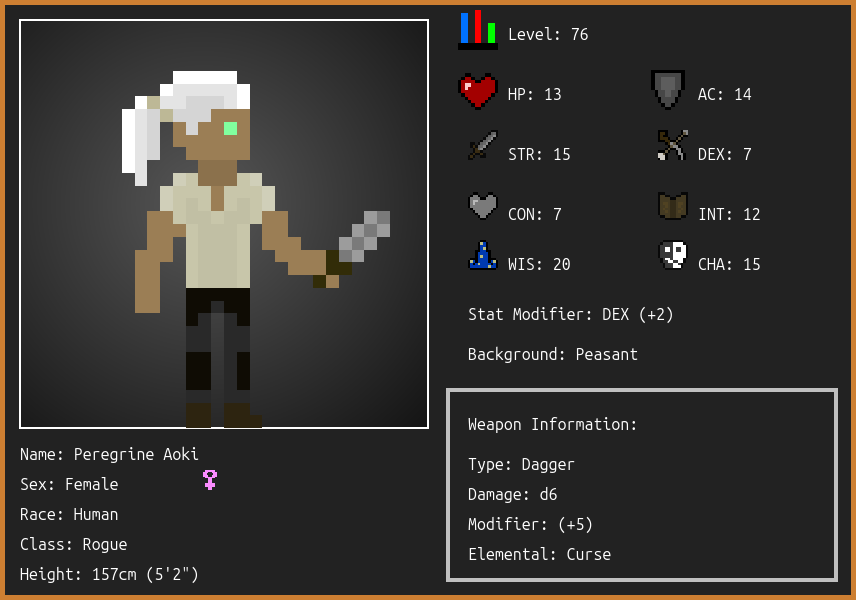 Level: 76
HP: 13
AC: 14
STR: 15
DEX: 7
CON: 7
INT: 12
WIS: 20
CHA: 15
Stat Modifier: DEX (+2)
Background: Peasant
Weapon Information:
Type: Dagger
Damage: d6
Modifier: (+5)
Elemental: Curse
Name: Peregrine Aoki
Sex: Female
Race: Human
Class: Rogue
Height: 157cm (5'2")